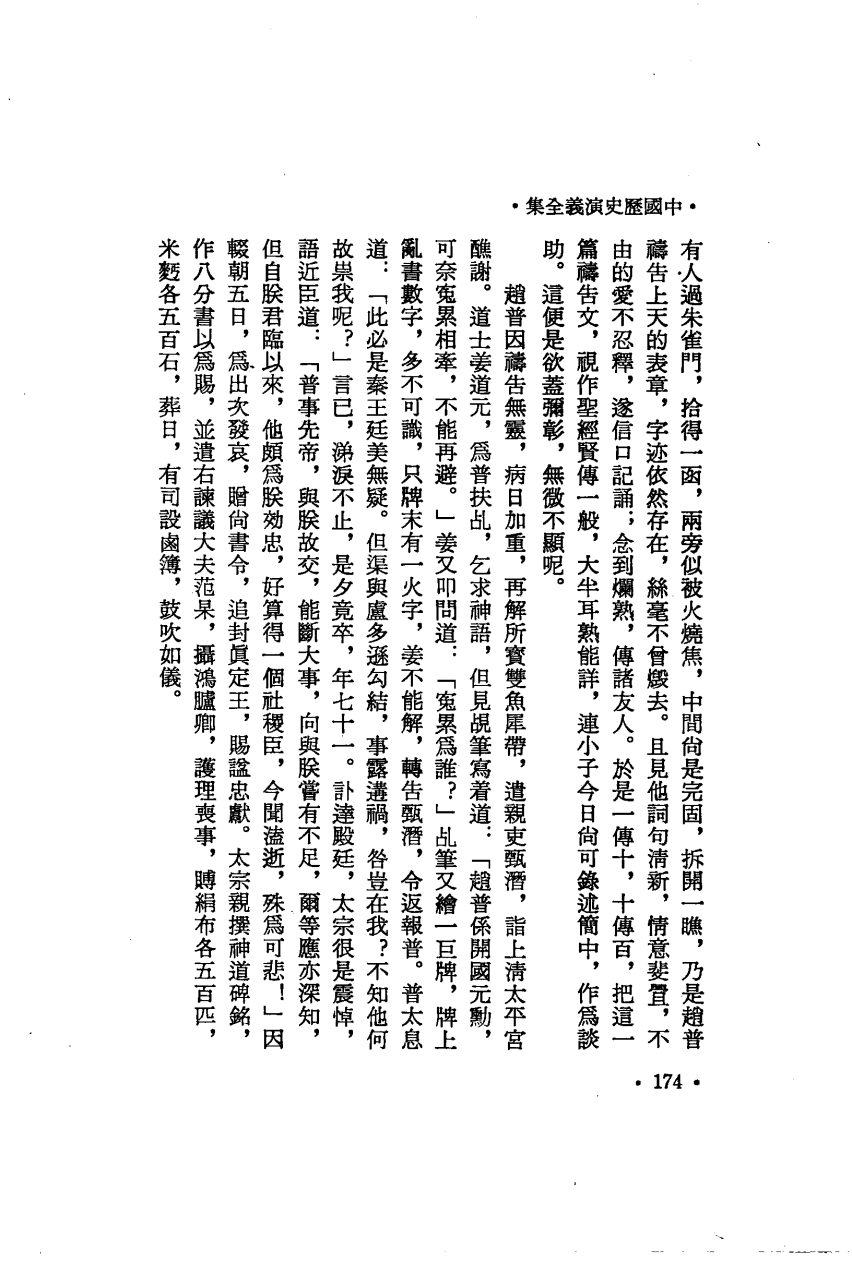 •中國歷史演義全集•
有人過朱雀門，拾得一函，兩旁似被火燒焦，中間尚是完固，拆開一瞧，乃是趙普
禱告上天的表章，字迹依然存在，絲毫不曾燬去。且見他詞句清新，情意斐亹，不
由的愛不忍釋，遂信口記誦；念到爛熟，傳諸友人。於是一傳十，十傳百，把這一
篇禱告文，視作聖經賢傳一般，大半耳熟能詳，連小子今日尚可錄述簡中，作爲談
助。這便是欲蓋彌彰，無微不顯呢。
趙普因禱告無靈，病日加重，再解所寶雙魚犀帶，遣親吏甄潛，詣上清太平宮
醮謝。道士姜道元，爲普扶乩，乞求神語，但見覘筆寫着道：「趙普係開國元勳，
可奈寃累相牽，不能再避。」姜又叩問道：「寃累爲誰？」乩筆又繪一巨牌，牌上
亂書數字，多不可識，只牌末有一火字，姜不能解，轉告甄潛，令返報普。普太息
道：「此必是秦王廷美無疑。但渠與盧多遜勾結，事露遘禍，咎豈在我？不知他何
故祟我呢？」言已，涕淚不止，是夕竟卒，年七十一。訃達殿廷，太宗很是震悼，
語近臣道：「普事先帝，與朕故交，能斷大事，向與朕嘗有不足，爾等應亦深知，
但自朕君臨以來，他頗爲朕効忠，好算得一個社稷臣，今聞溘逝，殊爲可悲！」因
輟朝五日，爲出次發哀，贈尚書令，追封眞定王，賜諡忠獻。太宗親撰神道碑銘，
作八分書以爲賜，並遣右諫議大夫范杲，攝鴻臚卿，護理喪事，賻絹布各五百匹，
米麪各五百石，葬日，有司設鹵簿，鼓吹如儀。
•174•